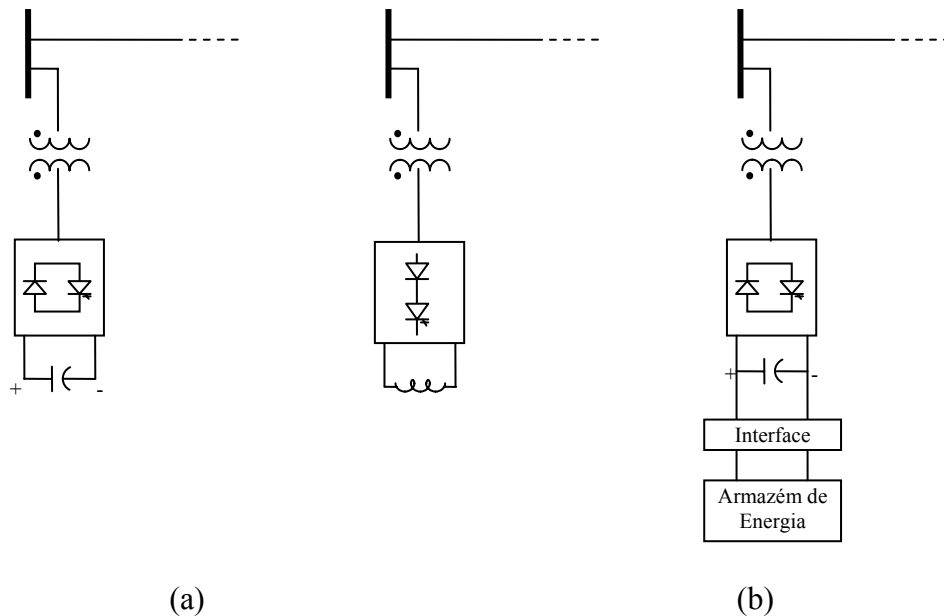 + -
+ -
Interface
Armazém de
Energia
(a) (b)